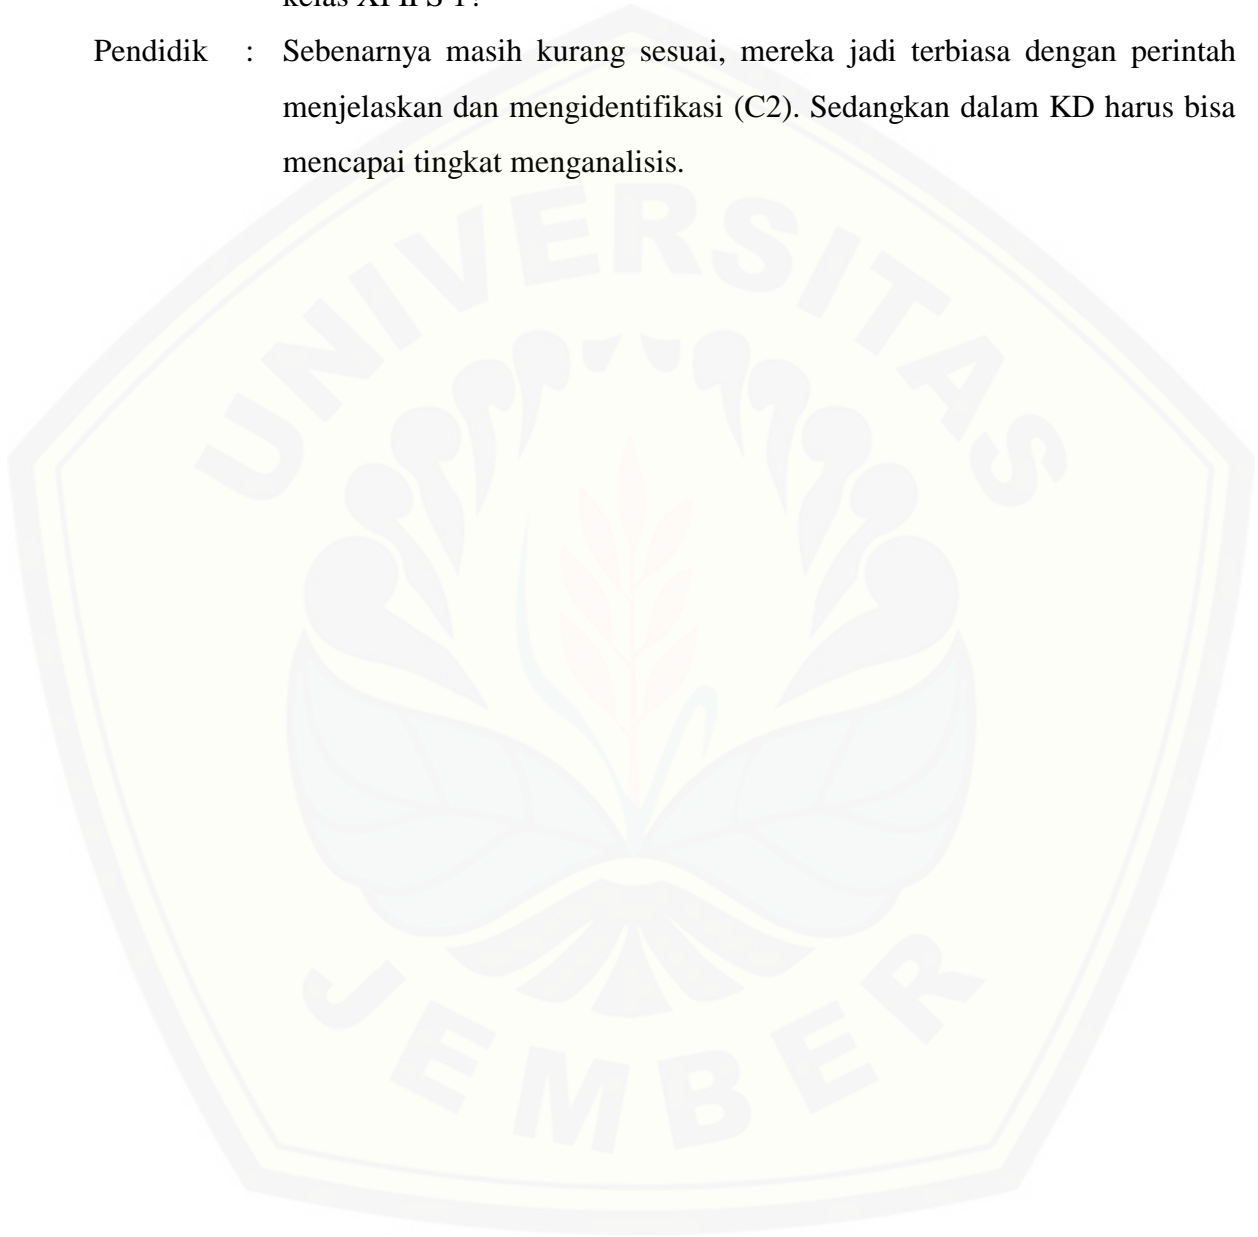 kelas XI IPS 1?
Pendidik : Sebenarnya masih kurang sesuai, mereka jadi terbiasa dengan perintah
menjelaskan dan mengidentifikasi (C2). Sedangkan dalam KD harus bisa
mencapai tingkat menganalisis.
UNIVERSITAS
JEMBER